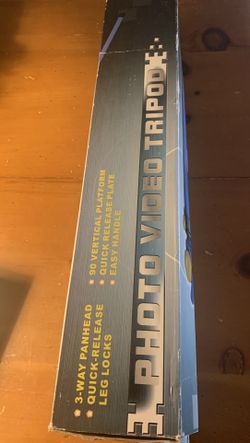 PHOTO VIDEO TRIPOD
★ 3-WAY PANHEAD
★ QUICK-RELEASE
LEG LOCKS
★ 90 VERTICAL PLATFORM
★ QUICK RELEASE PLATE
★ EASY HANDLE